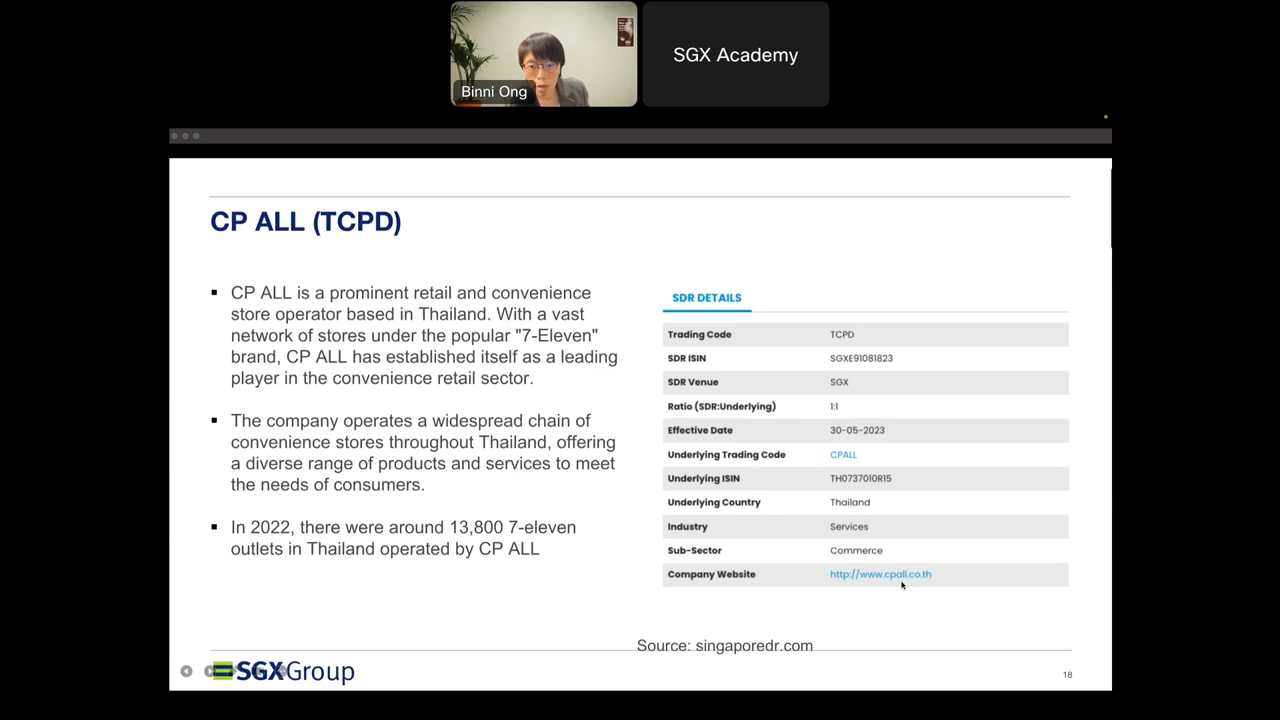 Binni Ong
SGX Academy
CP ALL (TCPD)
▪ CP ALL is a prominent retail and convenience
store operator based in Thailand. With a vast
network of stores under the popular "7-Eleven"
brand, CP ALL has established itself as a leading
player in the convenience retail sector.
▪ The company operates a widespread chain of
convenience stores throughout Thailand, offering
a diverse range of products and services to meet
the needs of consumers.
▪ In 2022, there were around 13,800 7-eleven
outlets in Thailand operated by CP ALL
SDR DETAILS
Trading Code TCPD
SDR ISIN SGXE91081823
SDR Venue SGX
Ratio (SDR:Underlying) 1:1
Effective Date 30-05-2023
Underlying Trading Code CPALL
Underlying ISIN TH0737010R15
Underlying Country Thailand
Industry Services
Sub-Sector Commerce
Company Website http://www.cpall.co.th
Source: singaporedr.com
SGXGroup
18